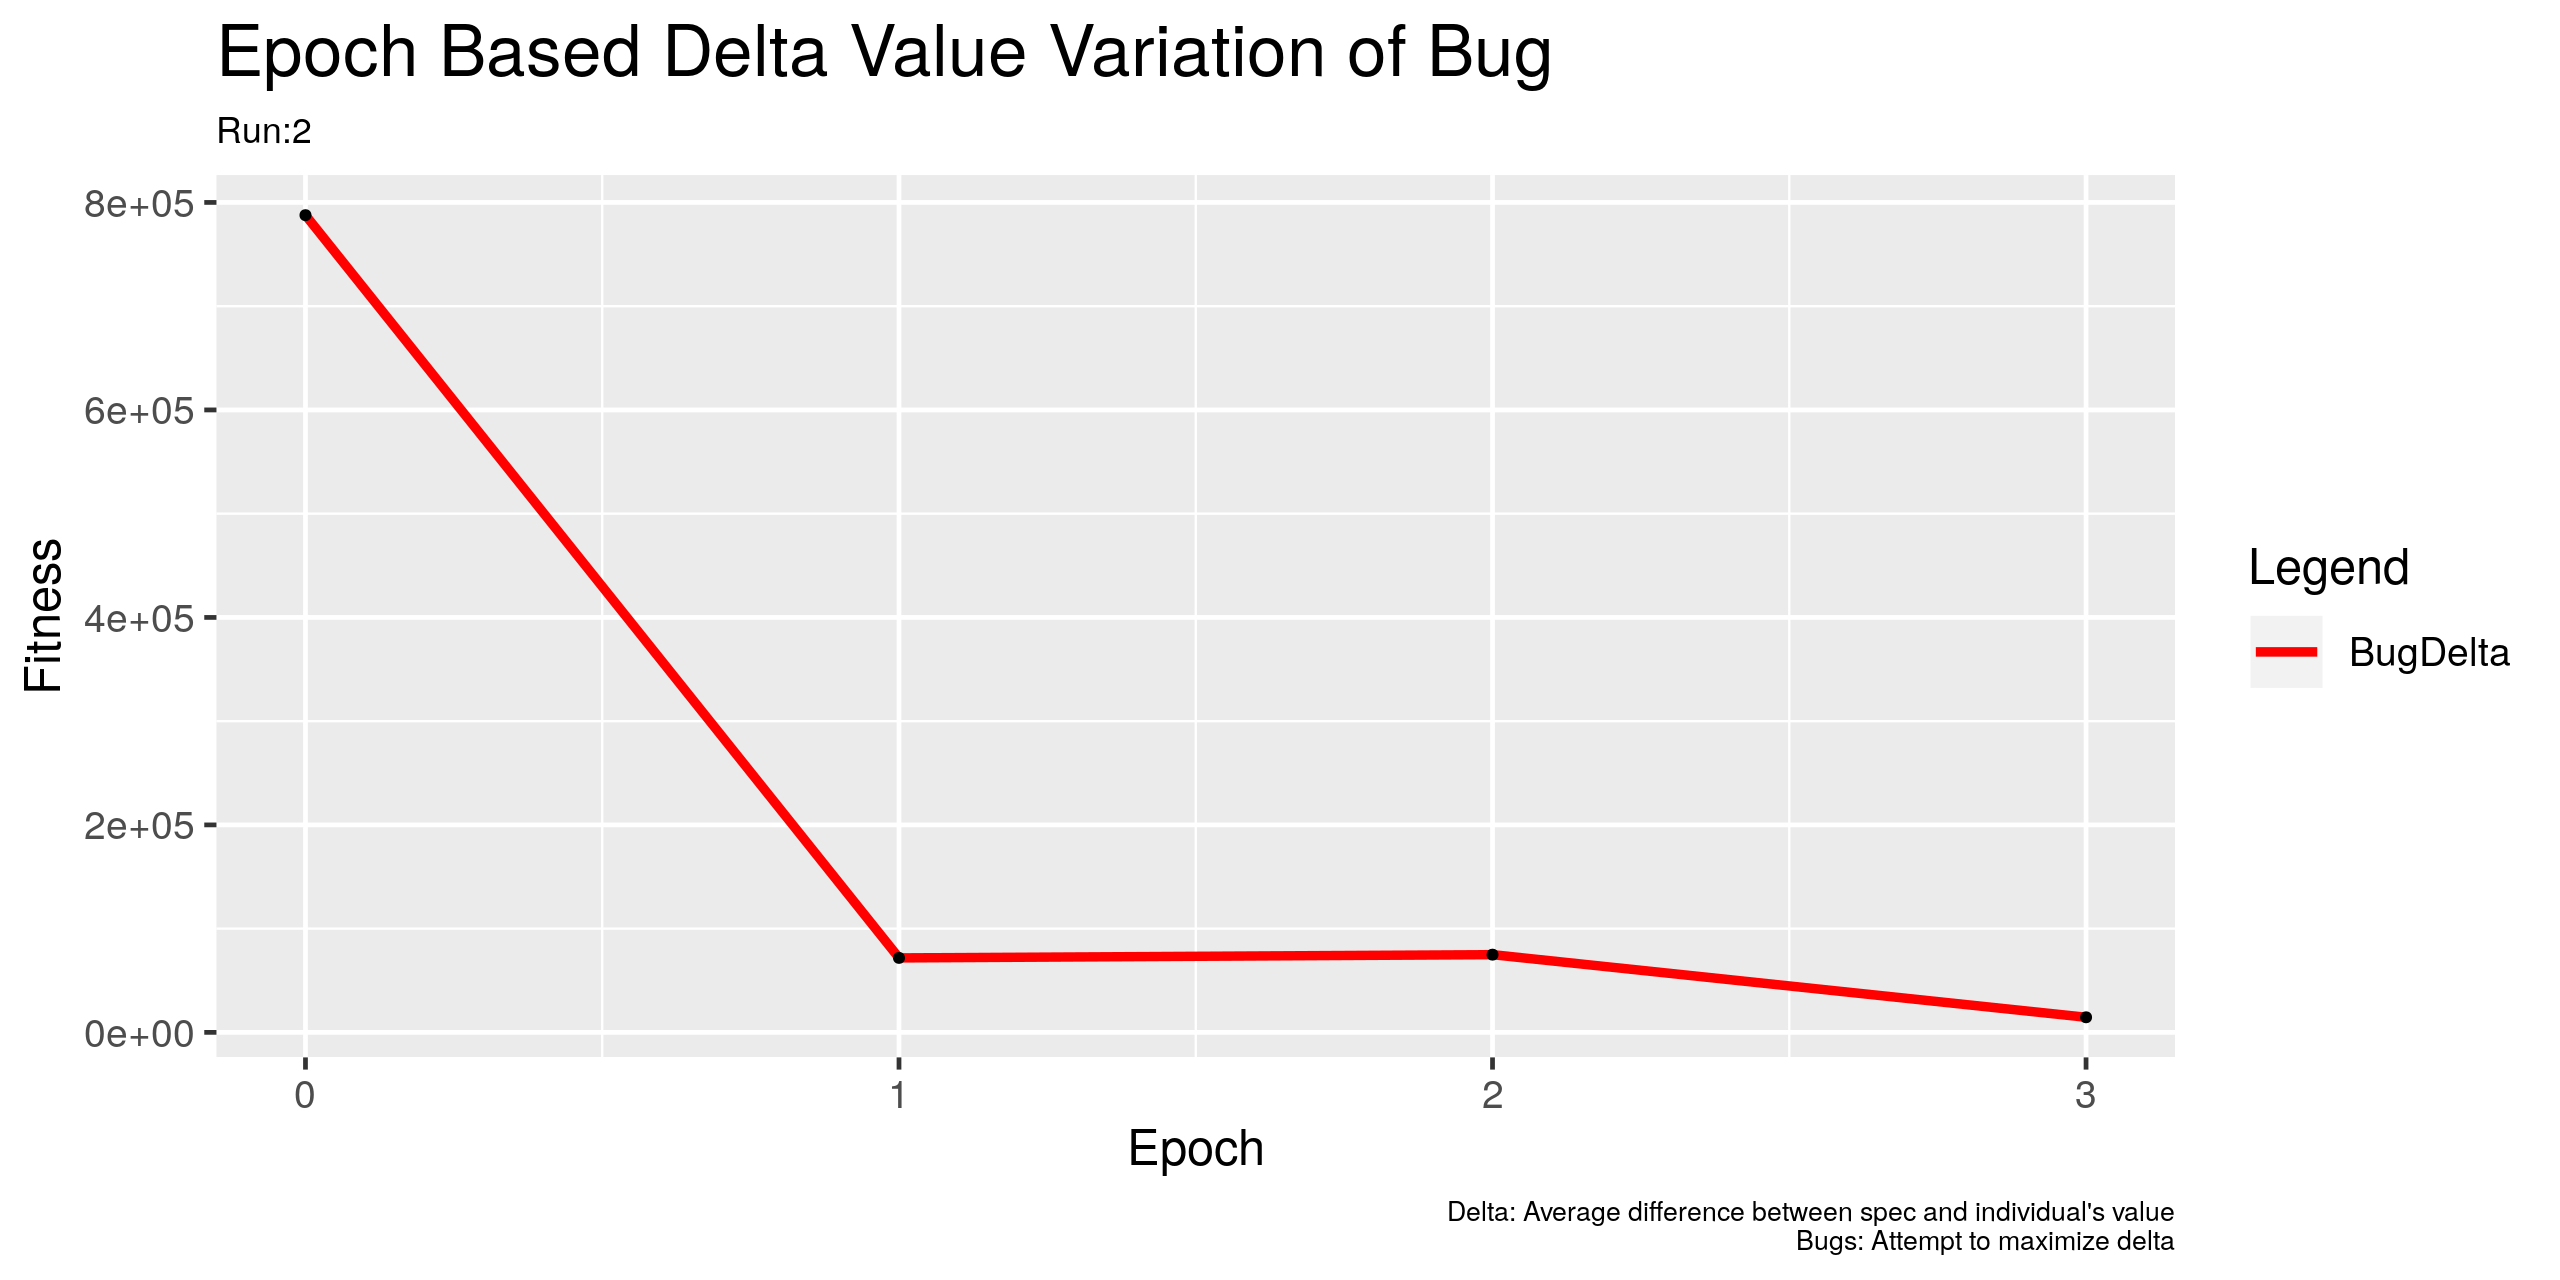 Epoch Based Delta Value Variation of Bug
Run:2
8e+05
6e+05
4e+05
2e+05
0e+00
Fitness
0 1 2 3
Epoch
Legend
BugDelta
Delta: Average difference between spec and individual's value
Bugs: Attempt to maximize delta